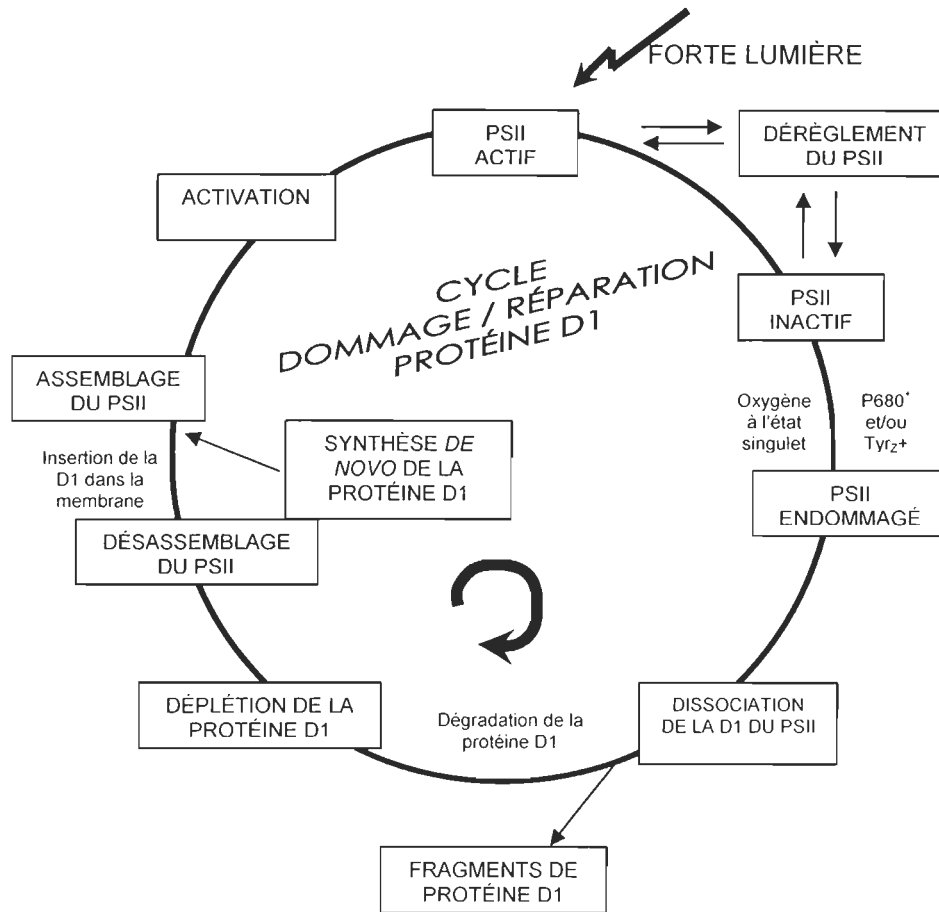 FORTE LUMIÈRE
PSII
ACTIF
DÉRÈGLEMENT
DU PSII
ACTIVATION
CYCLE
DOMMAGE / RÉPARATION
PROTÉINE D1
PSII
INACTIF
ASSEMBLAGE
DU PSII
Oxygène
à l'état
singulet
P680*
et/ou
Tyrz+
Insertion de la
D1 dans la
membrane
SYNTHÈSE DE
NOVO DE LA
PROTÉINE D1
PSII
ENDOMMAGÉ
DÉSASSEMBLAGE
DU PSII
DÉPLÉTION DE LA
PROTÉINE D1
Dégradation de la
protéine D1
DISSOCIATION
DE LA D1 DU PSII
FRAGMENTS DE
PROTÉINE D1